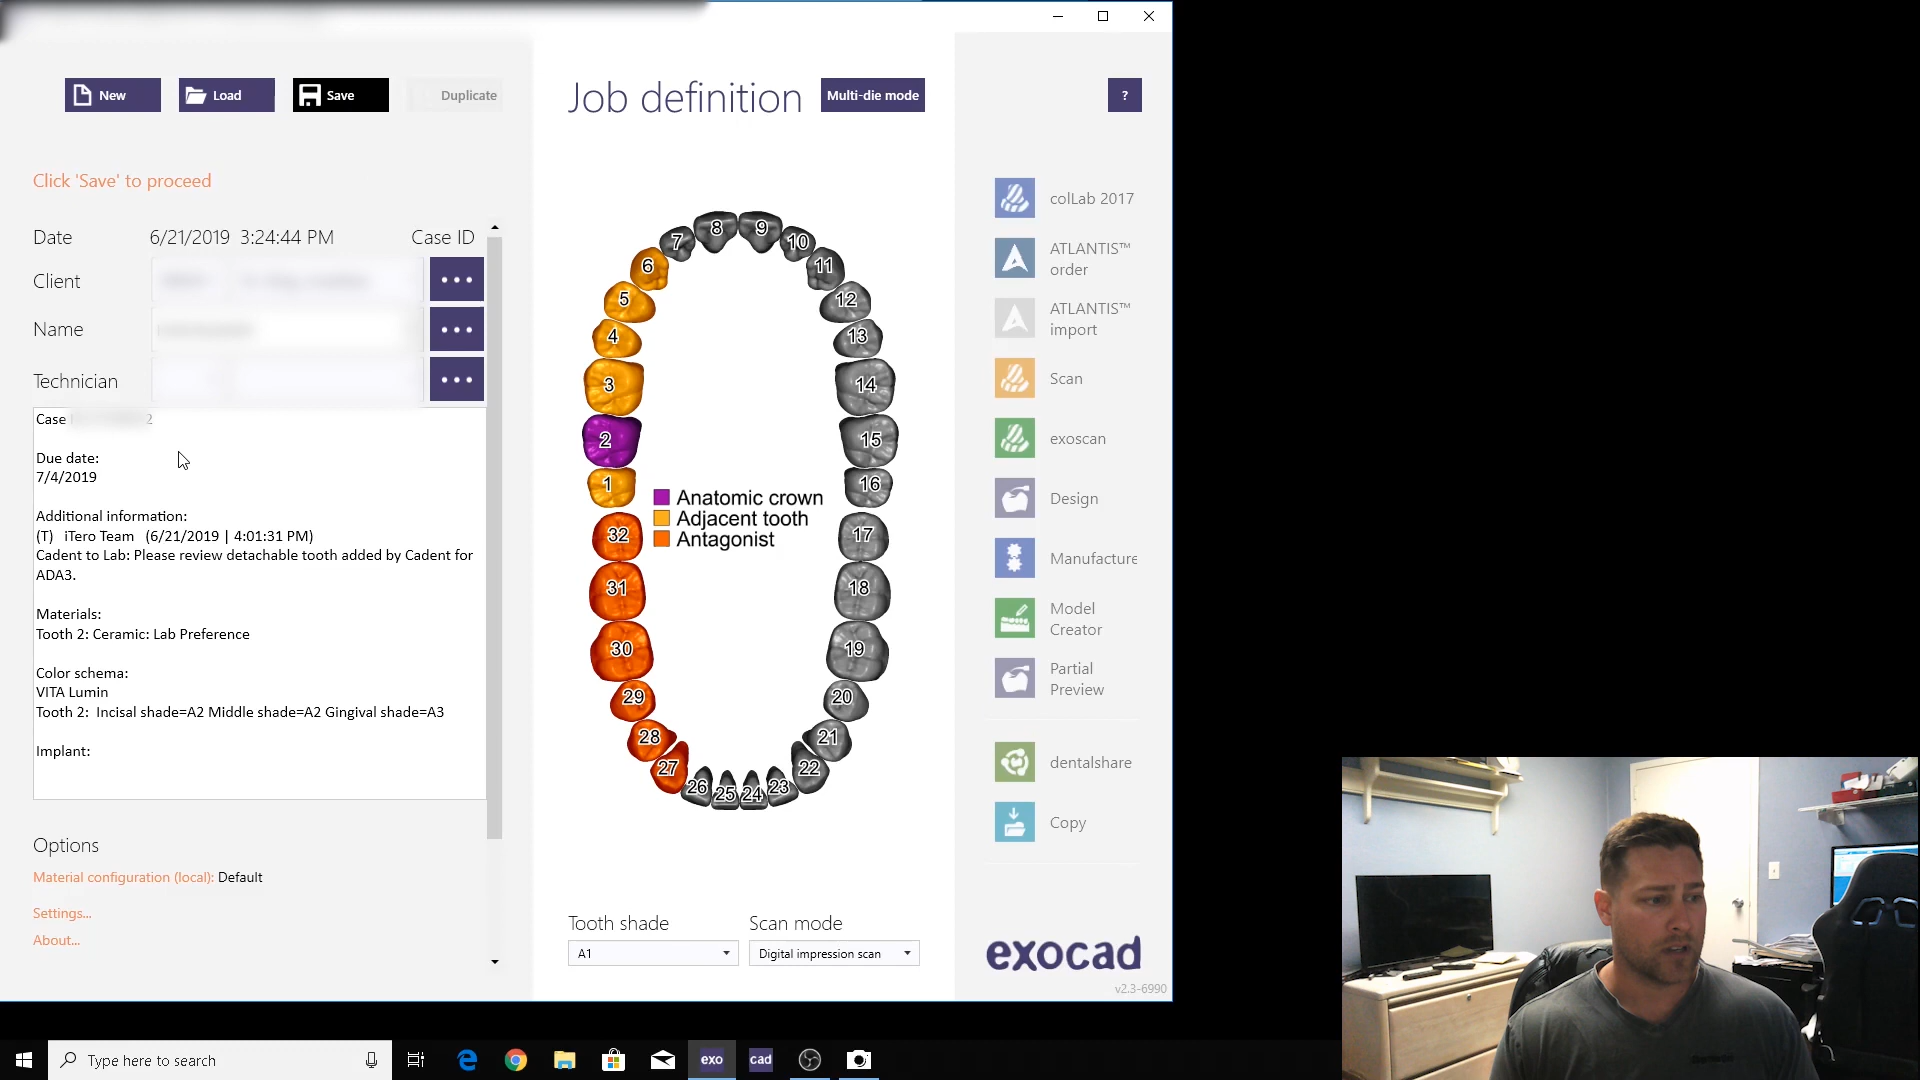 New
Load
Save
Duplicate
Job definition
Multi-die mode
?
Click 'Save' to proceed
Date 6/21/2019 3:24:44 PM Case ID
Client
Name
Technician
Case
Due date:
7/4/2019
Additional information:
(T) iTero Team (6/21/2019 | 4:01:31 PM)
Cadent to Lab: Please review detachable tooth added by Cadent for
ADA3.
Materials:
Tooth 2: Ceramic: Lab Preference
Color schema:
VITA Lumin
Tooth 2: Incisal shade=A2 Middle shade=A2 Gingival shade=A3
Implant:
Options
Material configuration (local): Default
Settings...
About...
8 9
7 10
6 11
5 12
4 13
3 14
2 15
1 16
Anatomic crown
Adjacent tooth
Antagonist
32 17
31 18
30 19
29 20
28 21
27 22
26 25 24 23
Tooth shade
A1
Scan mode
Digital impression scan
colLab 2017
ATLANTIS™
order
ATLANTIS™
import
Scan
exoscan
Design
Manufacture
Model
Creator
Partial
Preview
dentalshare
Copy
exocad
v2.3-6990
Type here to search
exo
cad